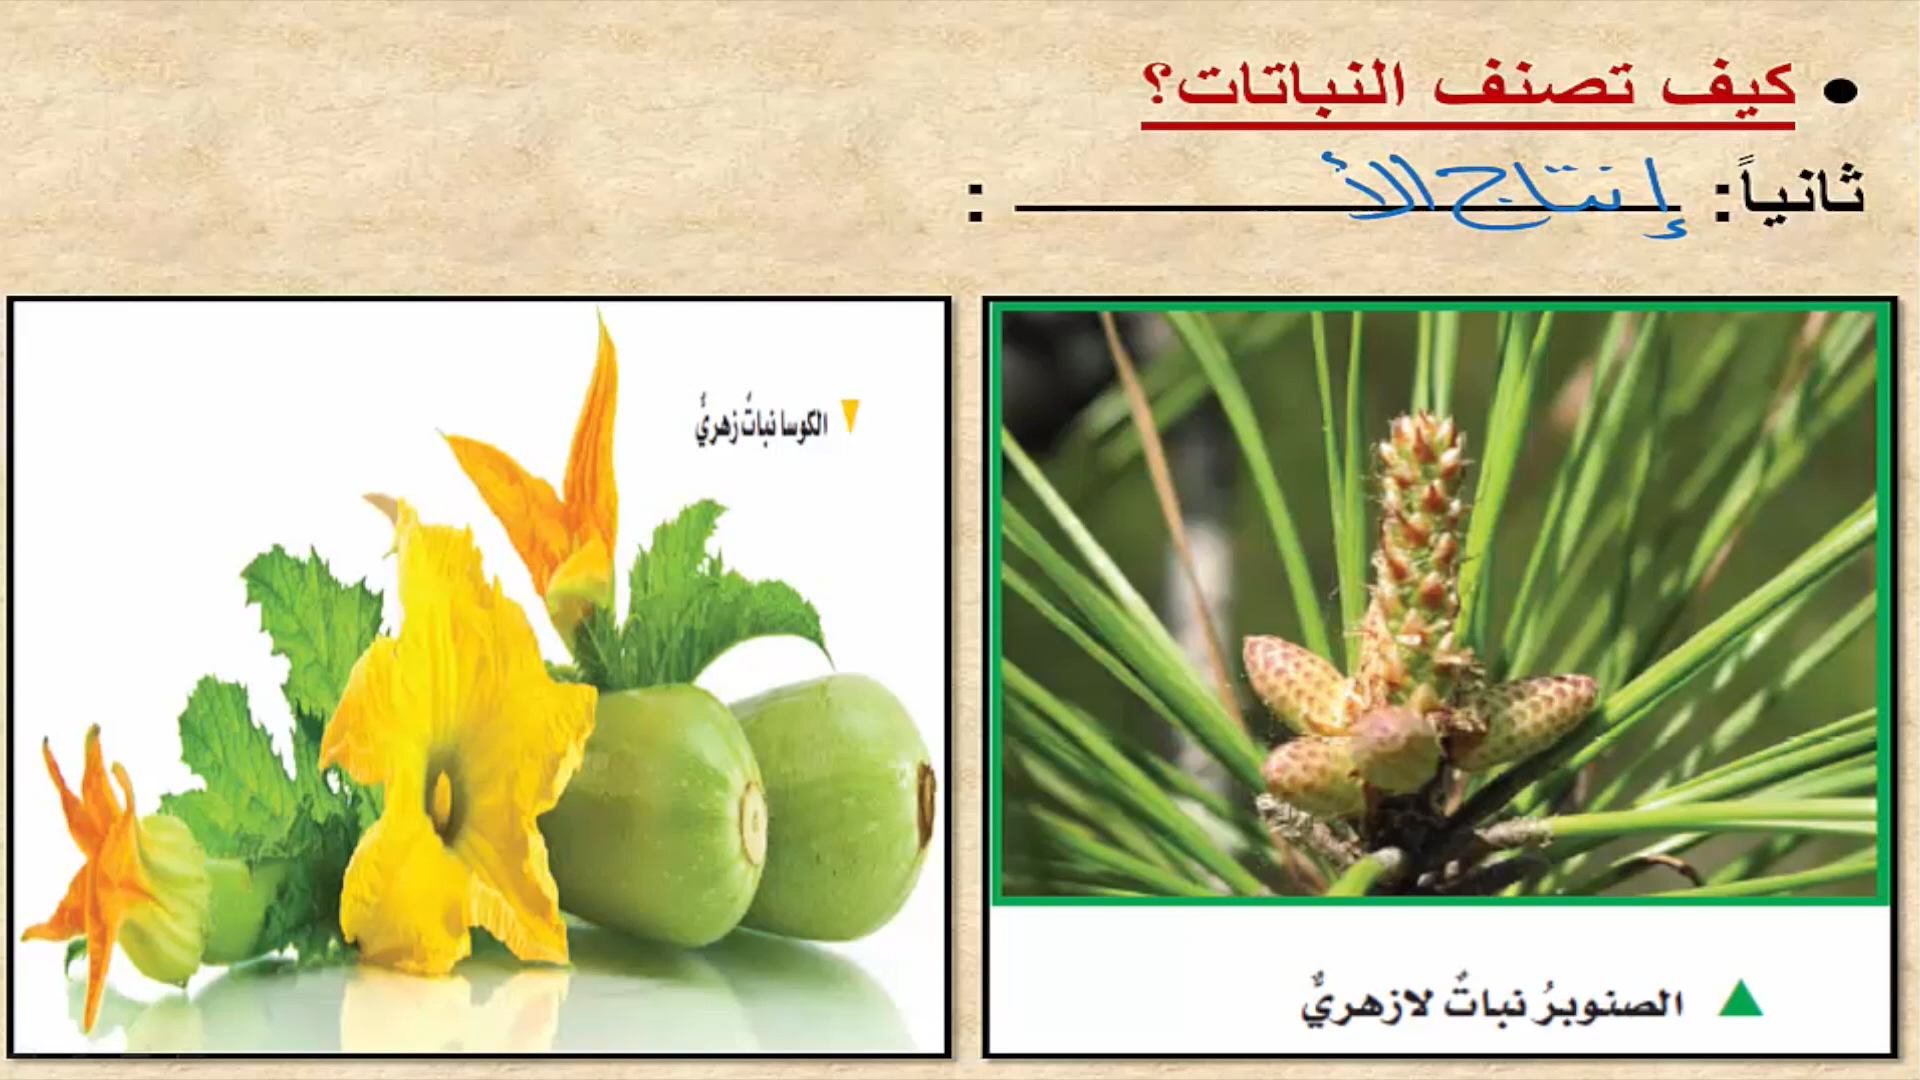 • كيف تصنف النباتات؟
ثانياً: إنتاج الأ :
الكوسا نباتٌ زهريٌّ
الصنوبرُ نباتٌ لازهريٌّ